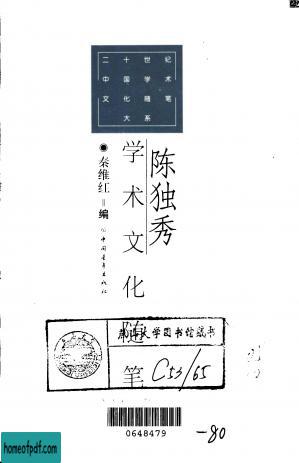 二十世纪
中国学术
文化随笔
大系
陈独秀
学术文化随笔
●秦维红‖编
中国青年出版社
大学图书馆藏书
C53/65
0648479
-80
homeofpdf.com